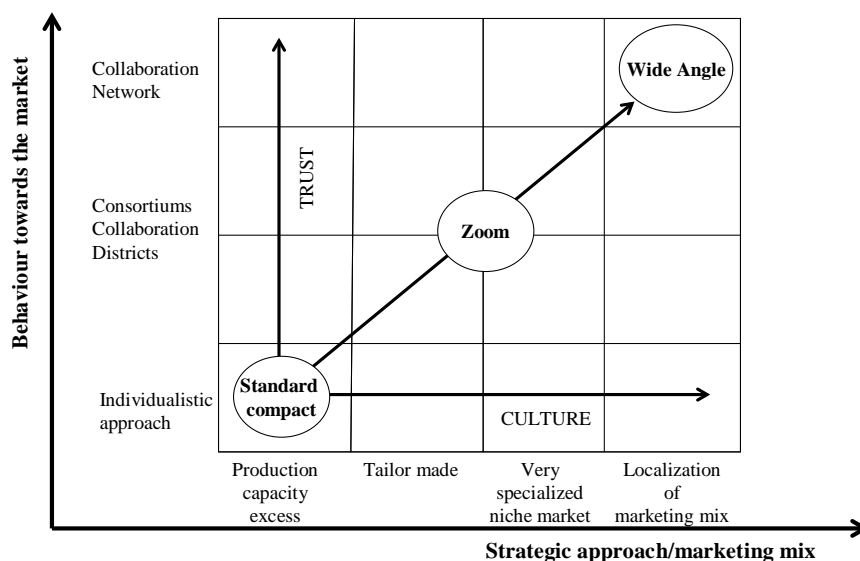 Behaviour towards the market
Collaboration
Network
Consortiums
Collaboration
Districts
Individualistic
approach
TRUST
Wide Angle
Zoom
Standard
compact
CULTURE
Production
capacity
excess
Tailor made
Very
specialized
niche market
Localization
of
marketing mix
Strategic approach/marketing mix